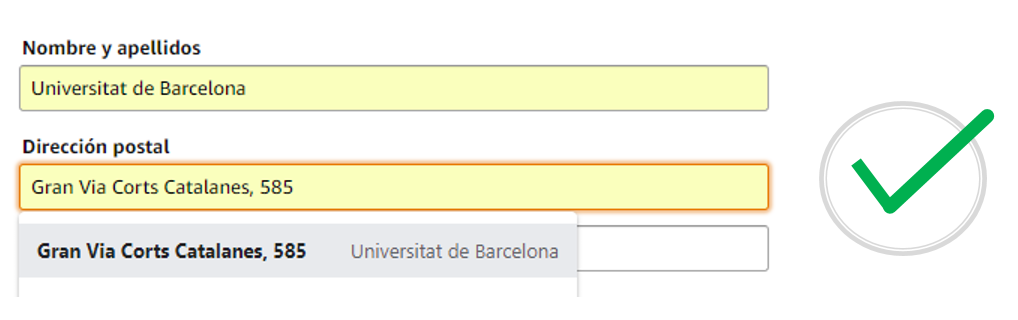 Nombre y apellidos
Universitat de Barcelona
Dirección postal
Gran Via Corts Catalanes, 585
Gran Via Corts Catalanes, 585 Universitat de Barcelona